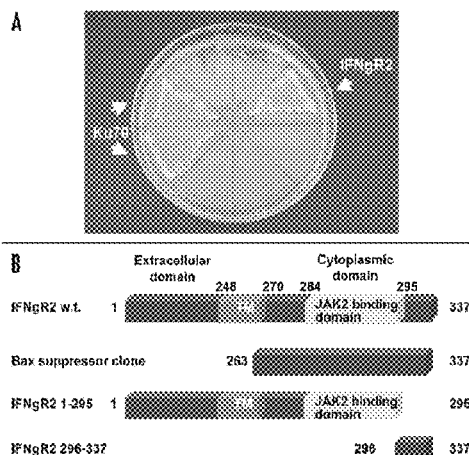 A
IFNgR2
Ku70
B
Extracellular domain
Cytoplasmic domain
248 270 284 295
IFNgR2 w.t. 1 JAK2 binding domain 337
Bax suppressor clone 263 337
IFNgR2 1-295 1 JAK2 binding domain 295
IFNgR2 296-337 296 337